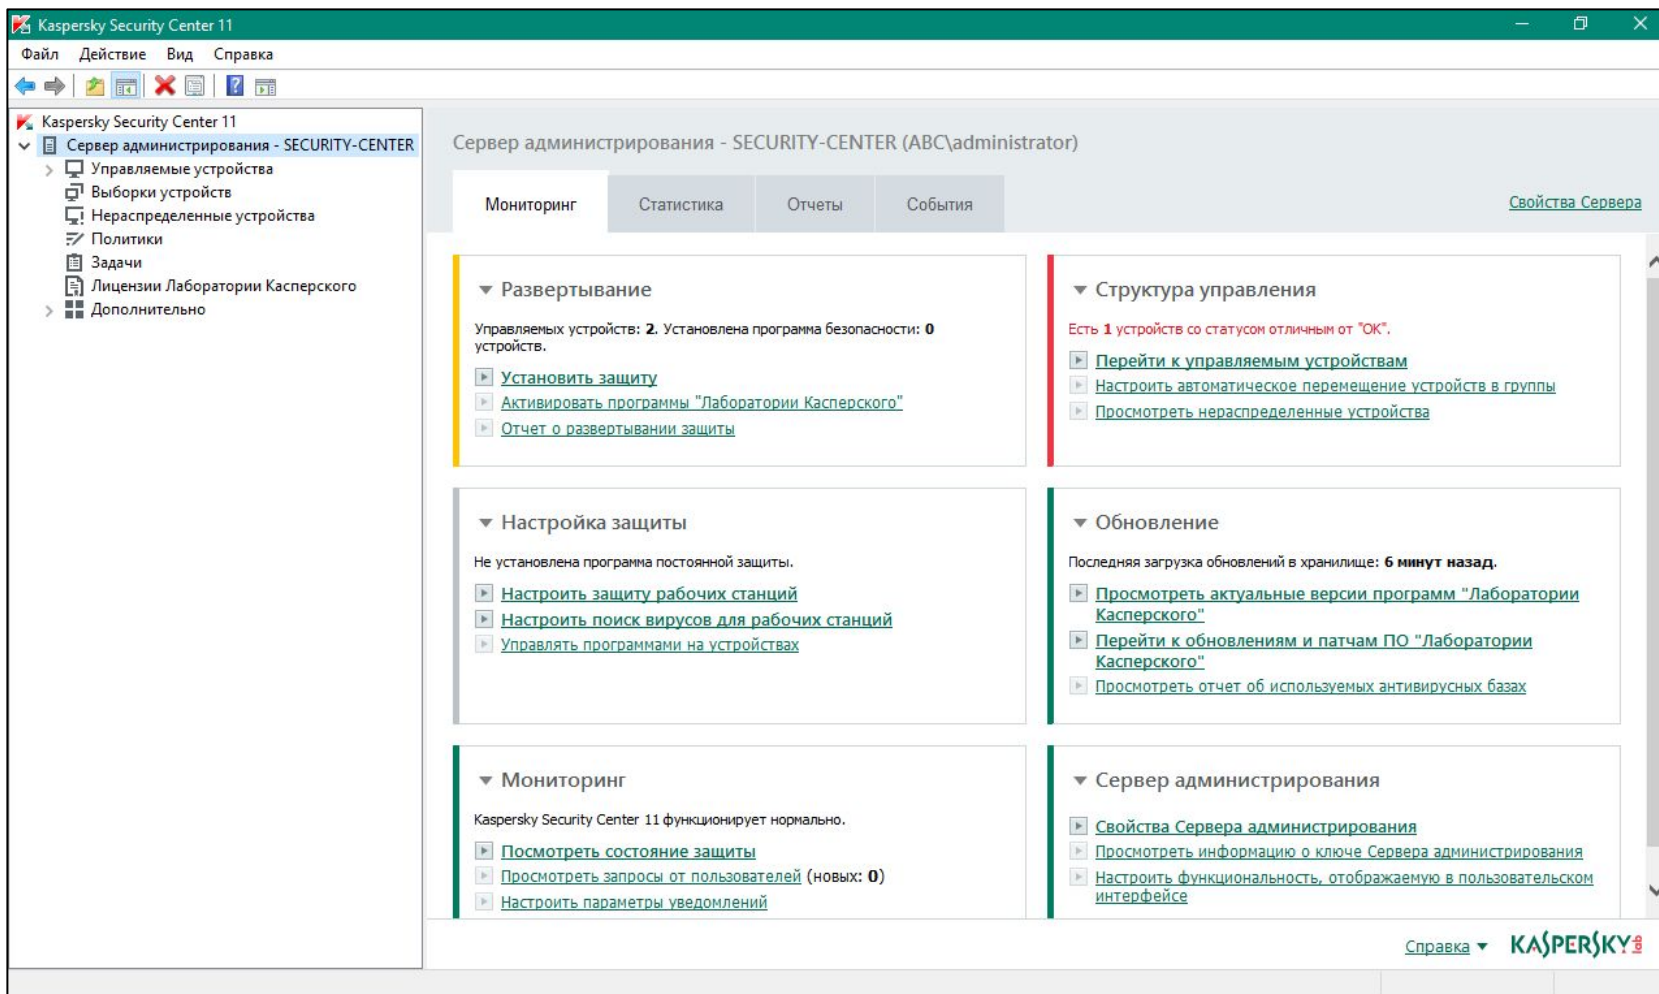 Kaspersky Security Center 11
Файл Действие Вид Справка
Kaspersky Security Center 11
Сервер администрирования - SECURITY-CENTER
Управляемые устройства
Выборки устройств
Нераспределенные устройства
Политики
Задачи
Лицензии Лаборатории Касперского
Дополнительно
Сервер администрирования - SECURITY-CENTER (ABC\administrator)
Мониторинг Статистика Отчеты События
Свойства Сервера
Развертывание
Управляемых устройств: 2. Установлена программа безопасности: 0
устройств.
Установить защиту
Активировать программы "Лаборатории Касперского"
Отчет о развертывании защиты
Структура управления
Есть 1 устройств со статусом отличным от "ОК".
Перейти к управляемым устройствам
Настроить автоматическое перемещение устройств в группы
Просмотреть нераспределенные устройства
Настройка защиты
Не установлена программа постоянной защиты.
Настроить защиту рабочих станций
Настроить поиск вирусов для рабочих станций
Управлять программами на устройствах
Обновление
Последняя загрузка обновлений в хранилище: 6 минут назад.
Просмотреть актуальные версии программ "Лаборатории
Касперского"
Перейти к обновлениям и патчам ПО "Лаборатории
Касперского"
Просмотреть отчет об используемых антивирусных базах
Мониторинг
Kaspersky Security Center 11 функционирует нормально.
Посмотреть состояние защиты
Просмотреть запросы от пользователей (новых: 0)
Настроить параметры уведомлений
Сервер администрирования
Свойства Сервера администрирования
Просмотреть информацию о ключе Сервера администрирования
Настроить функциональность, отображаемую в пользовательском
интерфейсе
Справка
KASPERSKY lab